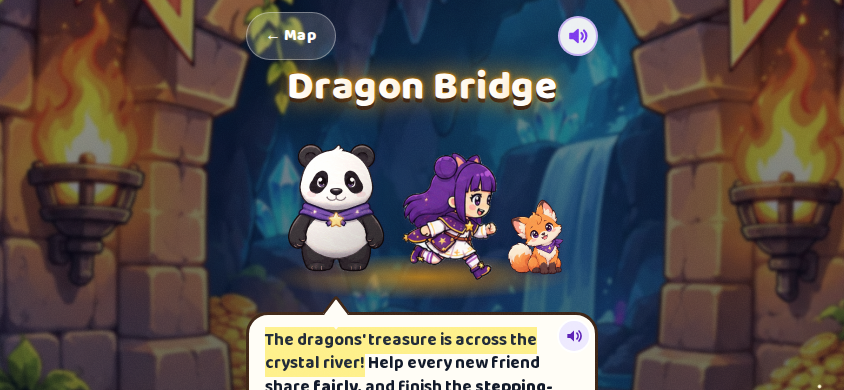 ← Map
Dragon Bridge
The dragons' treasure is across the
crystal river! Help every new friend
share fairly, and finish the stepping-